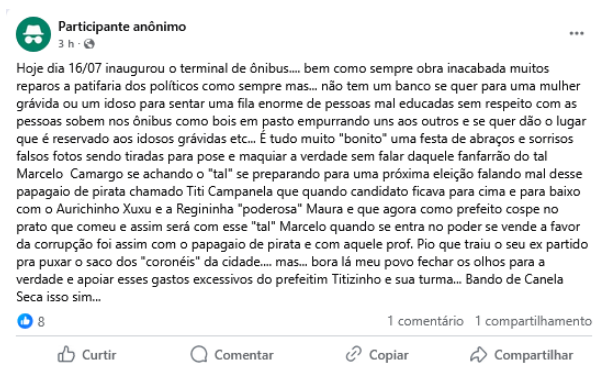 Participante anônimo
3 h ·
Hoje dia 16/07 inaugurou o terminal de ônibus.... bem como sempre obra inacabada muitos
reparos a patifaria dos políticos como sempre mas... não tem um banco se quer para uma mulher
grávida ou um idoso para sentar uma fila enorme de pessoas mal educadas sem respeito com as
pessoas sobem nos ônibus como bois em pasto empurrando uns aos outros e se quer dão o lugar
que é reservado aos idosos grávidas etc... É tudo muito "bonito" uma festa de abraços e sorrisos
falsos fotos sendo tiradas para pose e maquiar a verdade sem falar daquele fanfarrão do tal
Marcelo Camargo se achando o "tal" se preparando para uma próxima eleição falando mal desse
papagaio de pirata chamado Titi Campanela que quando candidato ficava para cima e para baixo
com o Aurichinho Xuxu e a Regininha "poderosa" Maura e que agora como prefeito cospe no
prato que comeu e assim será com esse "tal" Marcelo quando se entra no poder se vende a favor
da corrupção foi assim com o papagaio de pirata e com aquele prof. Pio que traiu o seu ex partido
pra puxar o saco dos "coronéis" da cidade.... mas... bora lá meu povo fechar os olhos para a
verdade e apoiar esses gastos excessivos do prefeitim Titizinho e sua turma... Bando de Canela
Seca isso sim...
8
1 comentário 1 compartilhamento
Curtir Comentar Copiar Compartilhar